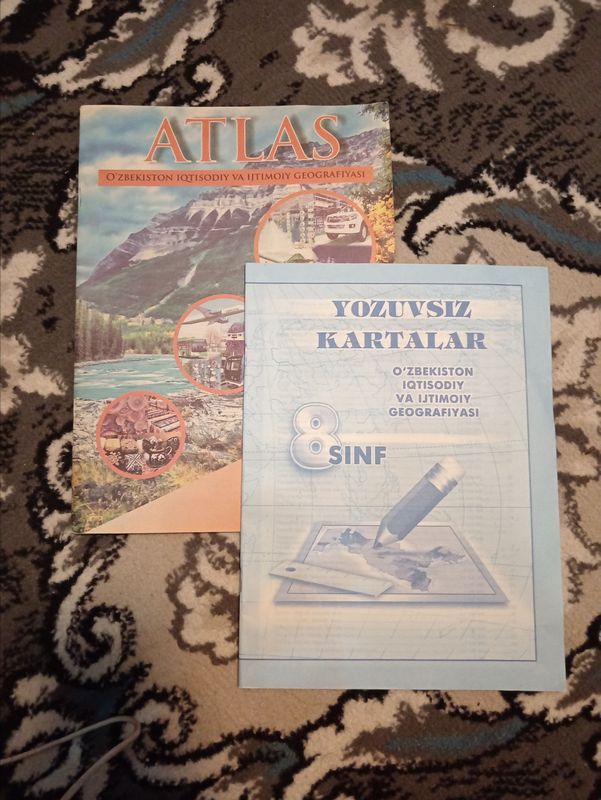 ATLAS
O'ZBEKISTON IQTISODIY VA IJTIMOIY GEOGRAFIYASI
YOZUVSIZ
KARTALAR
O'ZBEKISTON
IQTISODIY
VA IJTIMOIY
GEOGRAFIYASI
8
SINF